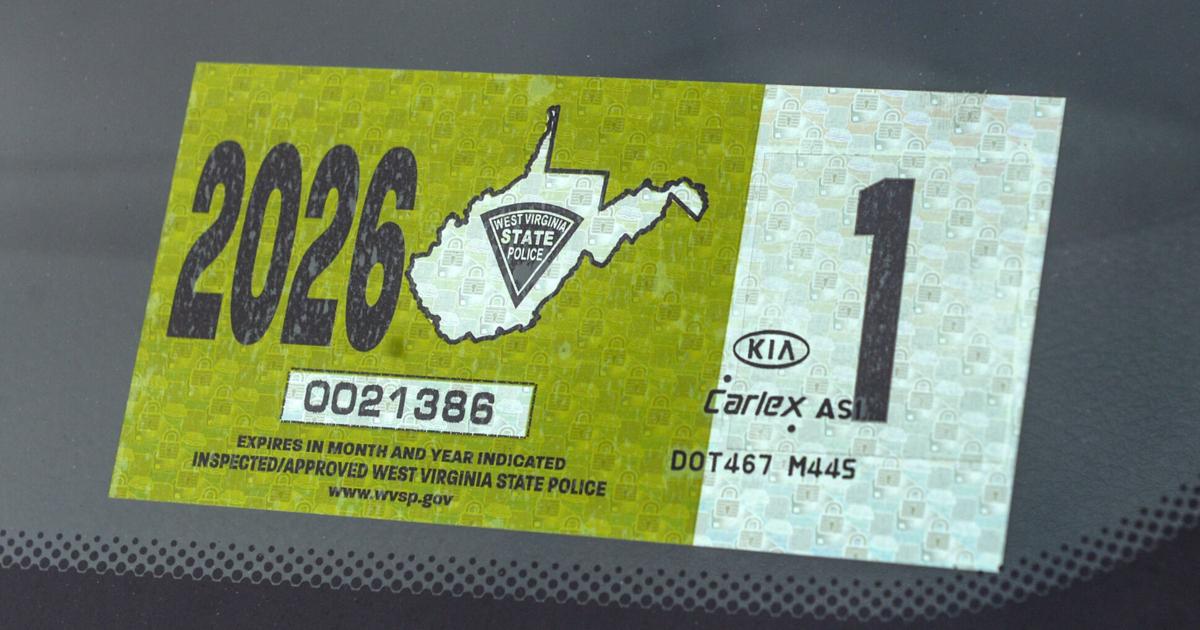 2026
WEST VIRGINIA
STATE
POLICE
0021386
EXPIRES IN MONTH AND YEAR INDICATED
INSPECTED/APPROVED WEST VIRGINIA STATE POLICE
www.wvsp.gov
1
KIA
Carlex AS1
DOT467 M44S